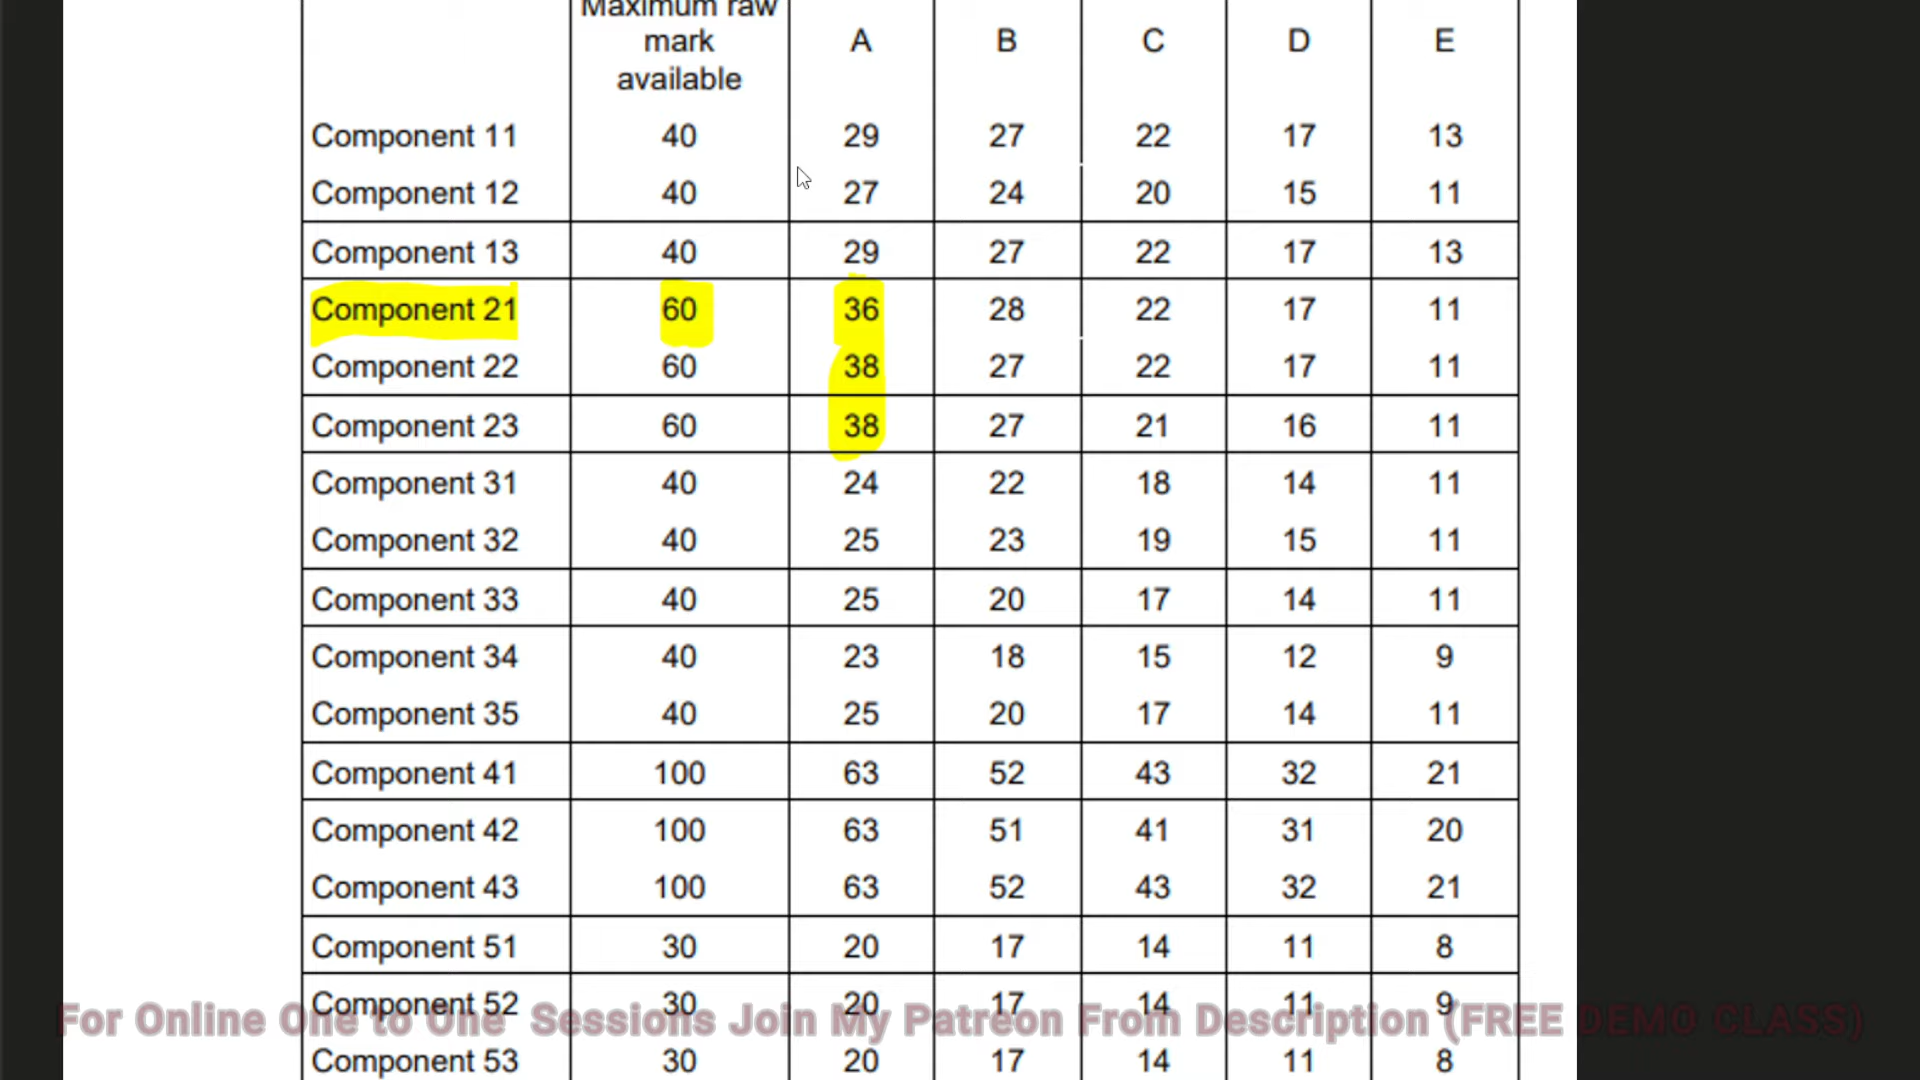 Maximum raw mark available A B C D E
Component 11 40 29 27 22 17 13
Component 12 40 27 24 20 15 11
Component 13 40 29 27 22 17 13
Component 21 60 36 28 22 17 11
Component 22 60 38 27 22 17 11
Component 23 60 38 27 21 16 11
Component 31 40 24 22 18 14 11
Component 32 40 25 23 19 15 11
Component 33 40 25 20 17 14 11
Component 34 40 23 18 15 12 9
Component 35 40 25 20 17 14 11
Component 41 100 63 52 43 32 21
Component 42 100 63 51 41 31 20
Component 43 100 63 52 43 32 21
Component 51 30 20 17 14 11 8
Component 52 30 20 17 14 11 9
For Online One to One Sessions Join My Patreon From Description (FREE DEMO CLASS)
Component 53 30 20 17 14 11 8